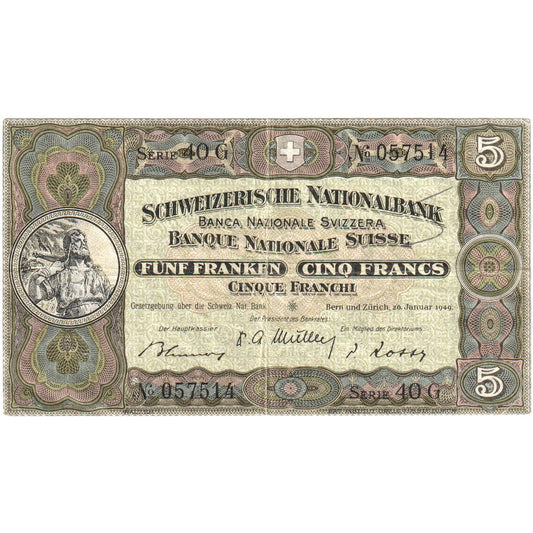 SERIE 40 G
No 057514
5
SCHWEIZERISCHE NATIONALBANK
BANCA NAZIONALE SVIZZERA
BANQUE NATIONALE SUISSE
FÜNF FRANKEN CINQ FRANCS
CINQUE FRANCHI
Gesetzgebung über die Schweiz. Nat. Bank
Bern und Zürich, 20. Januar 1949.
Der Präsident des Bankrates:
Der Hauptkassier Ein Mitglied des Direktoriums
No 057514
SERIE 40 G
5